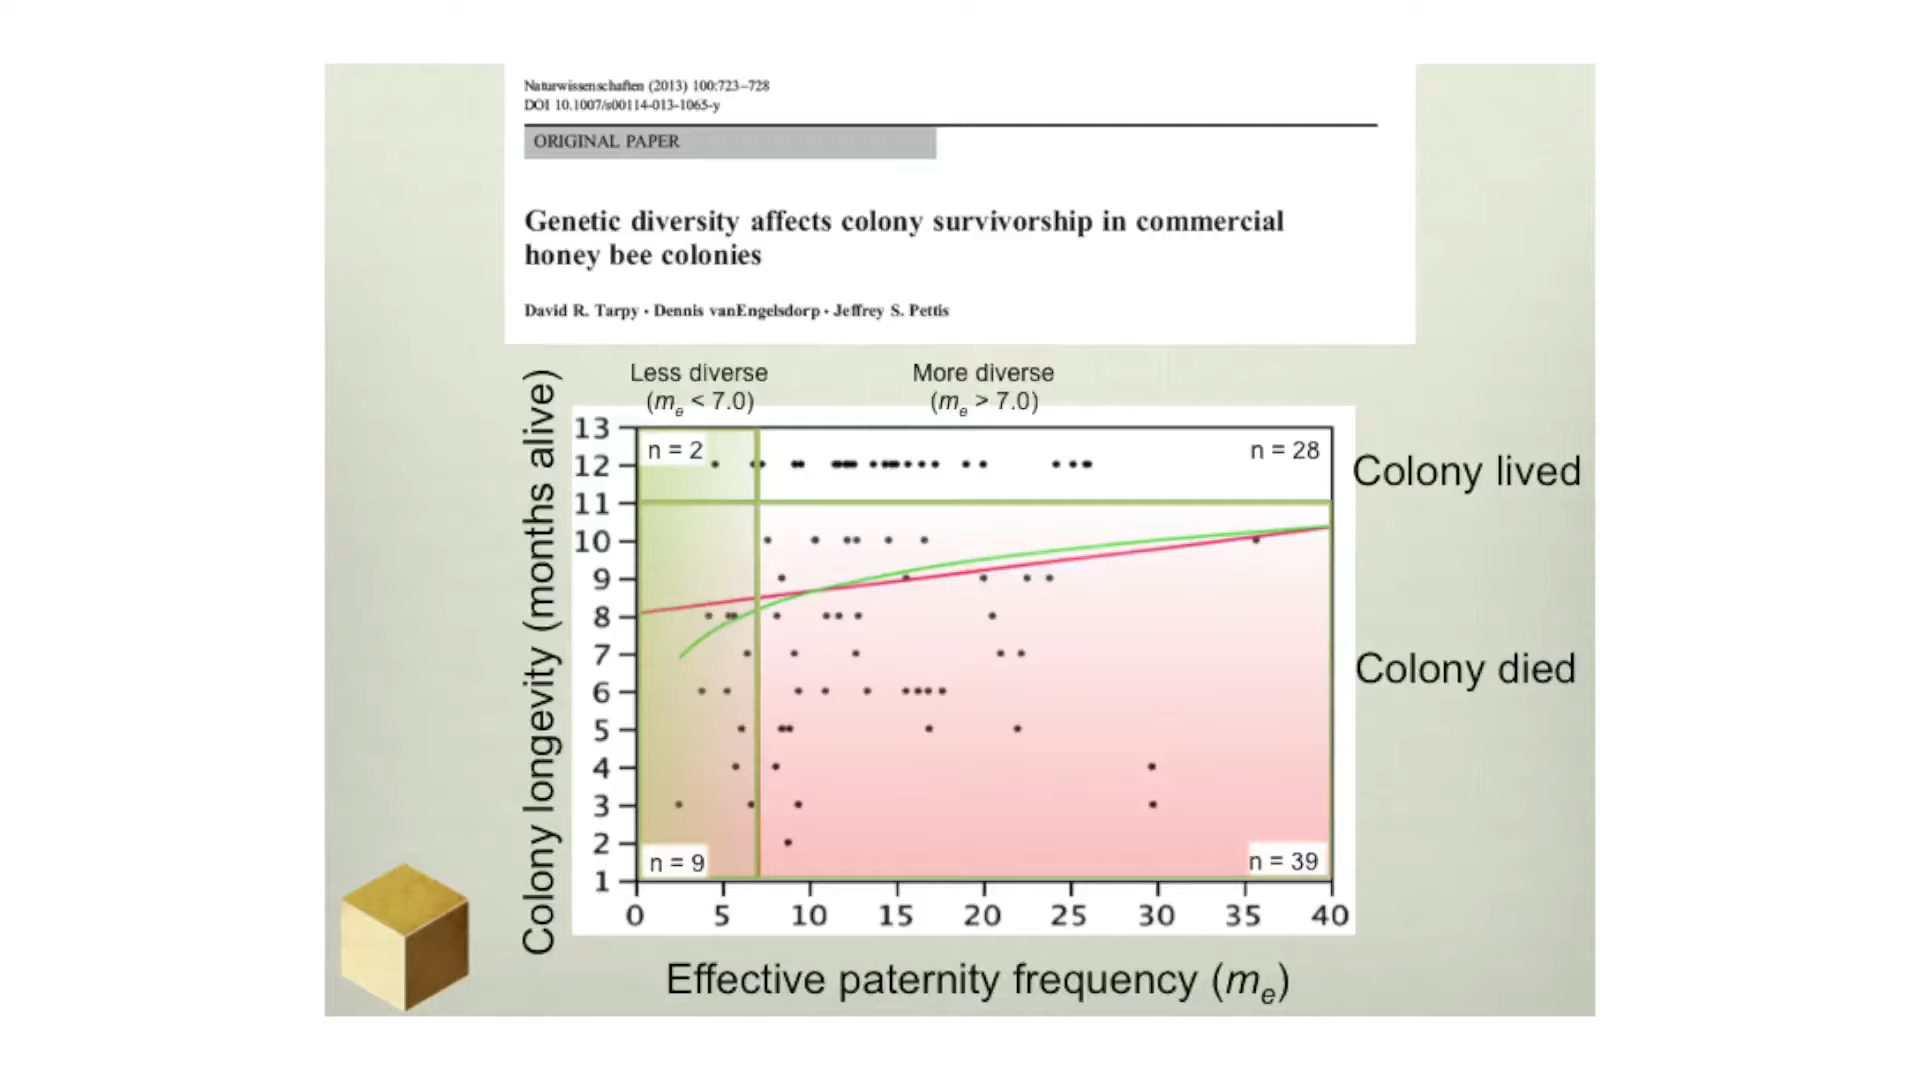 Naturwissenschaften (2013) 100:723–728
DOI 10.1007/s00114-013-1065-y
ORIGINAL PAPER
Genetic diversity affects colony survivorship in commercial
honey bee colonies
David R. Tarpy · Dennis vanEngelsdorp · Jeffrey S. Pettis
Less diverse
(me < 7.0)
More diverse
(me > 7.0)
Colony longevity (months alive)
13
12
11
10
9
8
7
6
5
4
3
2
1
n = 2
n = 28
n = 9
n = 39
Colony lived
Colony died
0 5 10 15 20 25 30 35 40
Effective paternity frequency (me)